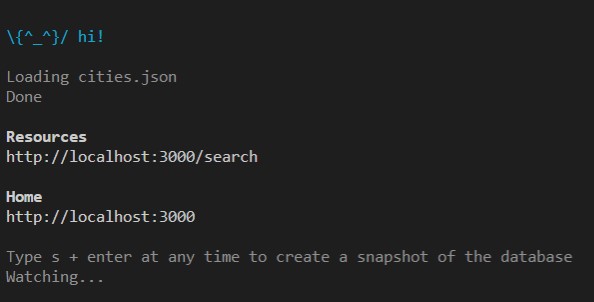 \{^_^}/ hi!
Loading cities.json
Done
Resources
http://localhost:3000/search
Home
http://localhost:3000
Type s + enter at any time to create a snapshot of the database
Watching...